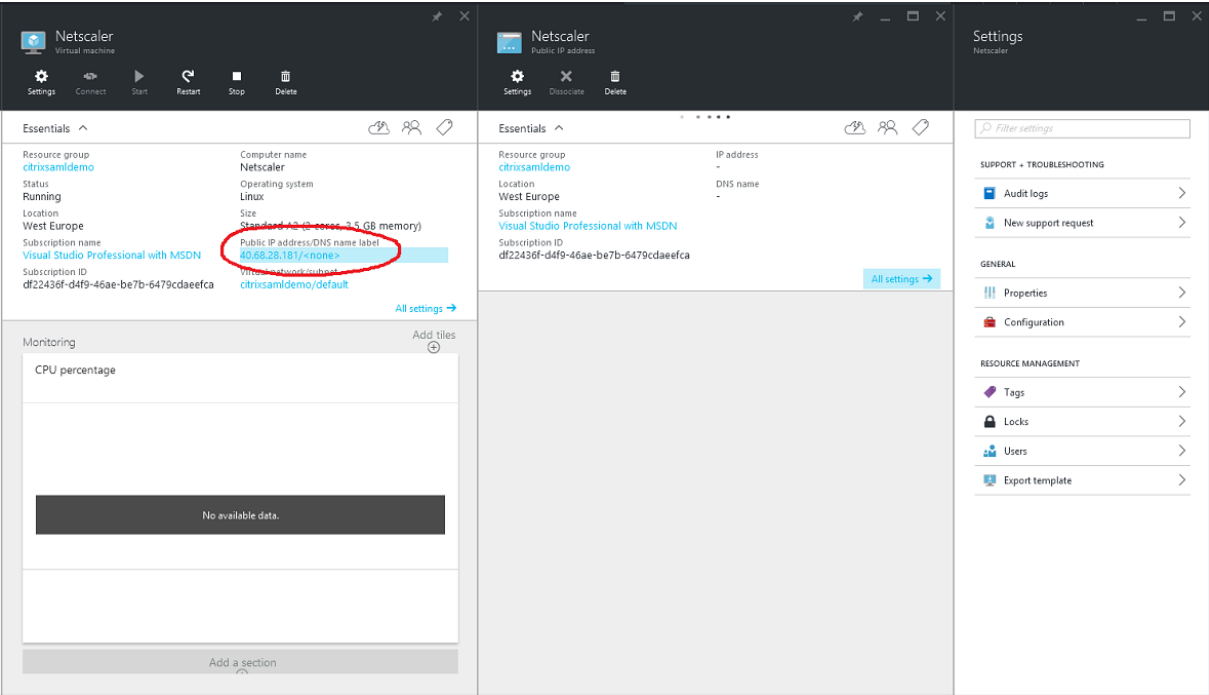 Netscaler
Virtual machine
Settings Connect Start Restart Stop Delete
Essentials
Resource group
citrixsamldemo
Status
Running
Location
West Europe
Subscription name
Visual Studio Professional with MSDN
Subscription ID
df22436f-d4f9-46ae-be7b-6479cdaeefca
Computer name
Netscaler
Operating system
Linux
Size
Standard A2 (2 cores, 3.5 GB memory)
Public IP address/DNS name label
40.68.28.181/<none>
Virtual network/subnet
citrixsamldemo/default
All settings →
Monitoring
Add tiles
CPU percentage
No available data.
Add a section
Netscaler
Public IP address
Settings Dissociate Delete
Essentials
Resource group
citrixsamldemo
Location
West Europe
Subscription name
Visual Studio Professional with MSDN
Subscription ID
df22436f-d4f9-46ae-be7b-6479cdaeefca
IP address
-
DNS name
-
All settings →
Settings
Netscaler
Filter settings
SUPPORT + TROUBLESHOOTING
Audit logs
New support request
GENERAL
Properties
Configuration
RESOURCE MANAGEMENT
Tags
Locks
Users
Export template